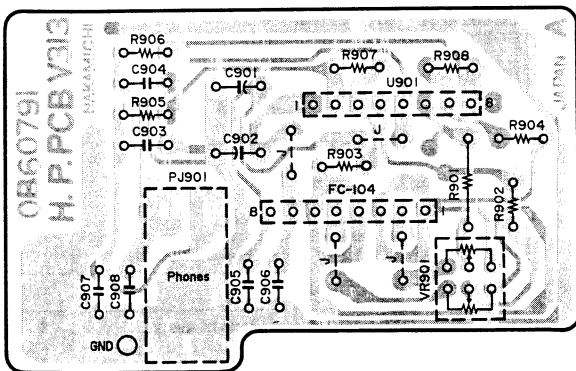 0B60791
H.P. PCB V313
NAKAMICHI
JAPAN A
R906
C904
R905
C903
C901
C902
R907
R908
U901
1
8
J
J
R903
R904
R901
R902
FC-104
8
1
PJ901
Phones
J
J
VR901
C907
C908
C905
C906
GND